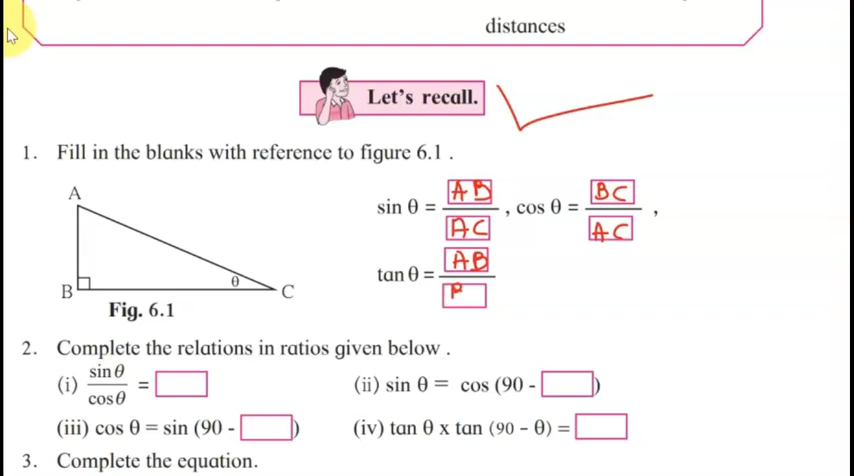 distances
Let's recall.
1. Fill in the blanks with reference to figure 6.1 .
A
B
C
θ
Fig. 6.1
sin θ = AB / AC , cos θ = BC / AC ,
tan θ = AB /
2. Complete the relations in ratios given below .
(i) sinθ / cosθ = (ii) sin θ = cos (90 - )
(iii) cos θ = sin (90 - ) (iv) tan θ x tan (90 - θ) =
3. Complete the equation.